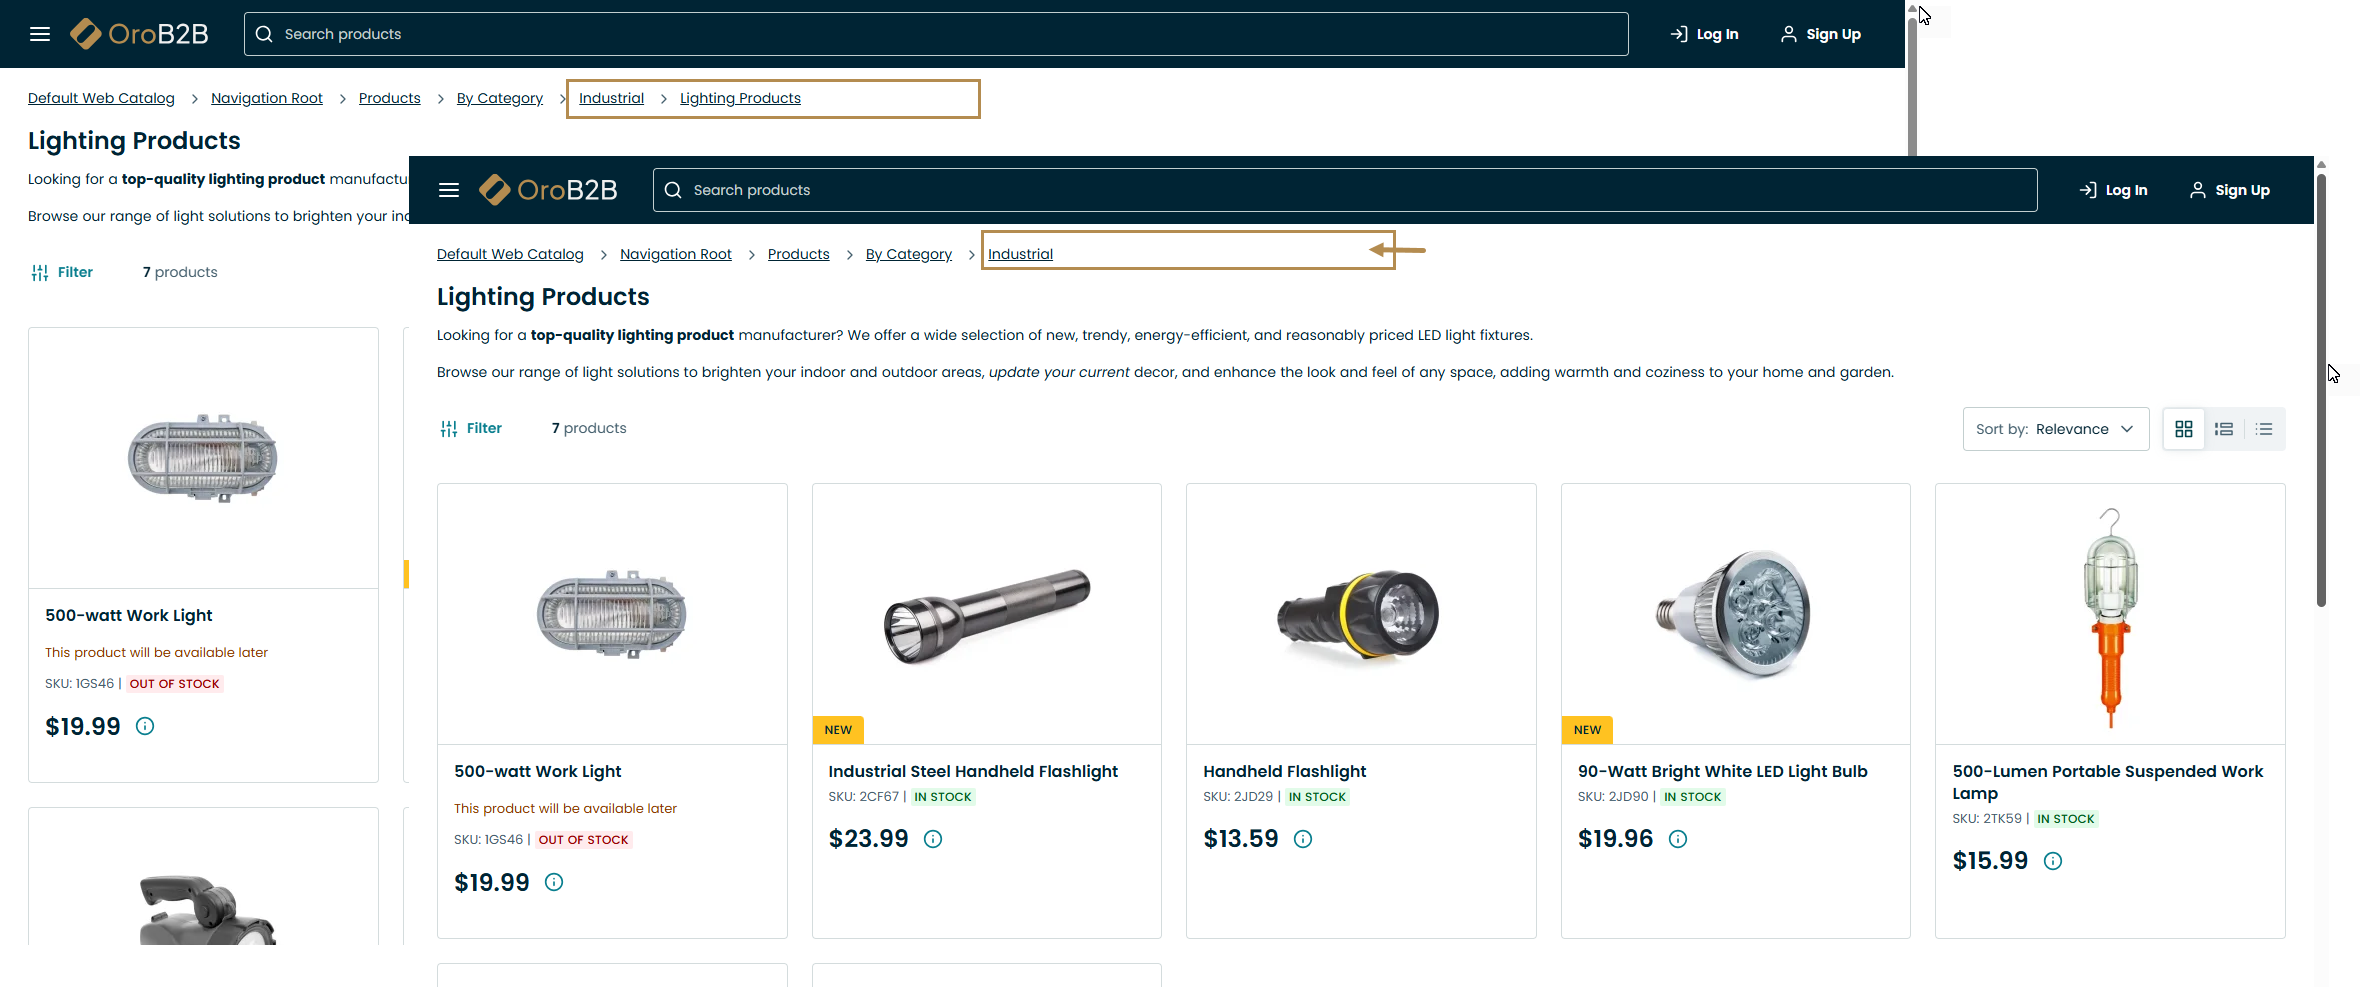 OroB2B
Search products
Log In
Sign Up
Default Web Catalog > Navigation Root > Products > By Category > Industrial > Lighting Products
Lighting Products
Looking for a top-quality lighting product manufactu
Browse our range of light solutions to brighten your
Filter
7 products
500-watt Work Light
This product will be available later
SKU: 1GS46 | OUT OF STOCK
$19.99
OroB2B
Search products
Log In
Sign Up
Default Web Catalog > Navigation Root > Products > By Category > Industrial
Lighting Products
Looking for a top-quality lighting product manufacturer? We offer a wide selection of new, trendy, energy-efficient, and reasonably priced LED light fixtures.
Browse our range of light solutions to brighten your indoor and outdoor areas, update your current decor, and enhance the look and feel of any space, adding warmth and coziness to your home and garden.
Filter
7 products
Sort by: Relevance
500-watt Work Light
This product will be available later
SKU: 1GS46 | OUT OF STOCK
$19.99
NEW
Industrial Steel Handheld Flashlight
SKU: 2CF67 | IN STOCK
$23.99
Handheld Flashlight
SKU: 2JD29 | IN STOCK
$13.59
NEW
90-Watt Bright White LED Light Bulb
SKU: 2JD90 | IN STOCK
$19.96
500-Lumen Portable Suspended Work
Lamp
SKU: 2TK59 | IN STOCK
$15.99